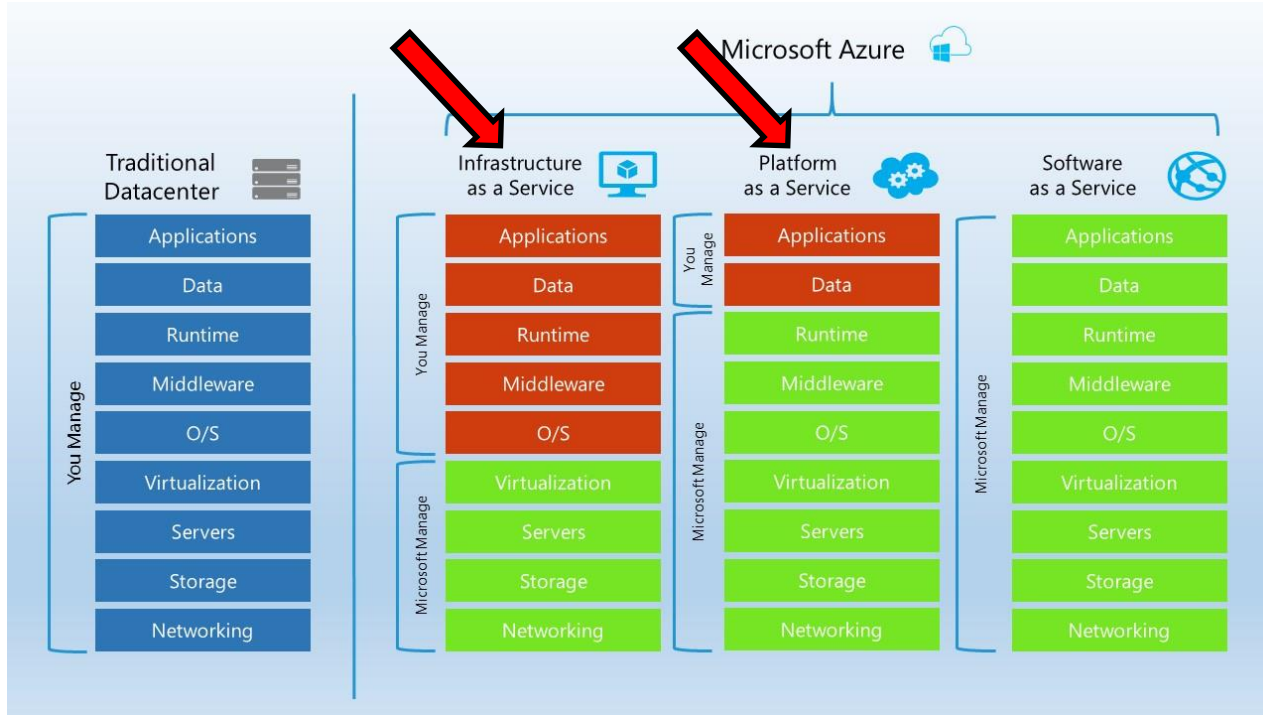 Microsoft Azure
Traditional
Datacenter
You Manage
Applications
Data
Runtime
Middleware
O/S
Virtualization
Servers
Storage
Networking
Infrastructure
as a Service
You Manage
Microsoft Manage
Applications
Data
Runtime
Middleware
O/S
Virtualization
Servers
Storage
Networking
Platform
as a Service
You
Manage
Microsoft Manage
Applications
Data
Runtime
Middleware
O/S
Virtualization
Servers
Storage
Networking
Software
as a Service
Microsoft Manage
Applications
Data
Runtime
Middleware
O/S
Virtualization
Servers
Storage
Networking